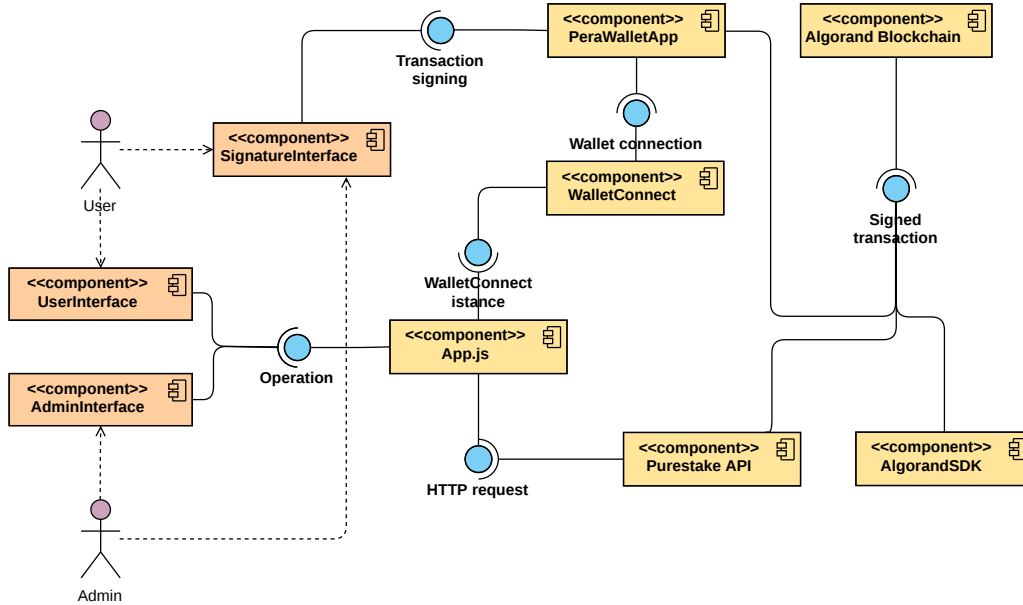 <<component>>
PeraWalletApp
<<component>>
Algorand Blockchain
Transaction
signing
<<component>>
SignatureInterface
Wallet connection
<<component>>
WalletConnect
User
Signed
transaction
<<component>>
UserInterface
WalletConnect
istance
<<component>>
App.js
Operation
<<component>>
AdminInterface
<<component>>
Purestake API
<<component>>
AlgorandSDK
HTTP request
Admin